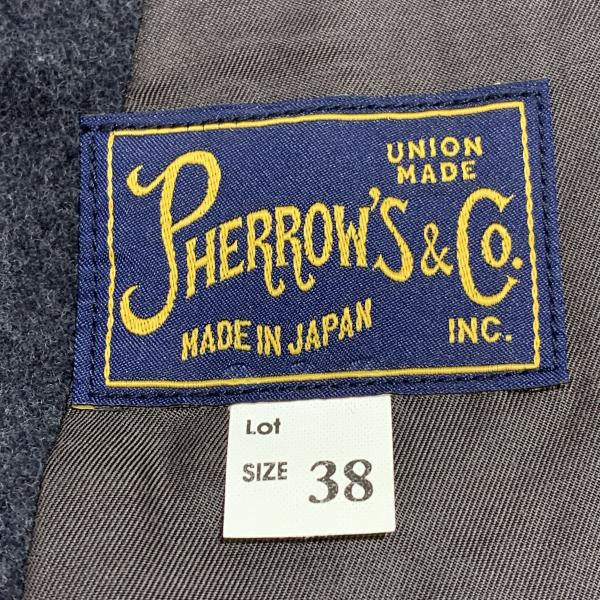 UNION
MADE
PHERROW'S & Co.
MADE IN JAPAN
INC.
Lot
SIZE 38